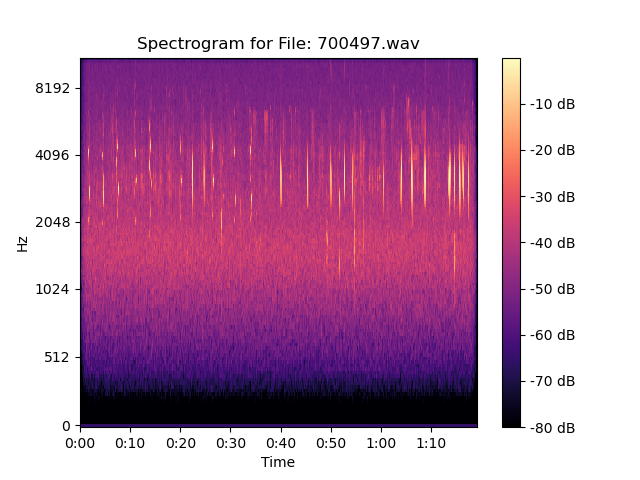 Spectrogram for File: 700497.wav
8192
4096
2048
1024
512
0
Hz
0:00 0:10 0:20 0:30 0:40 0:50 1:00 1:10
Time
-10 dB
-20 dB
-30 dB
-40 dB
-50 dB
-60 dB
-70 dB
-80 dB